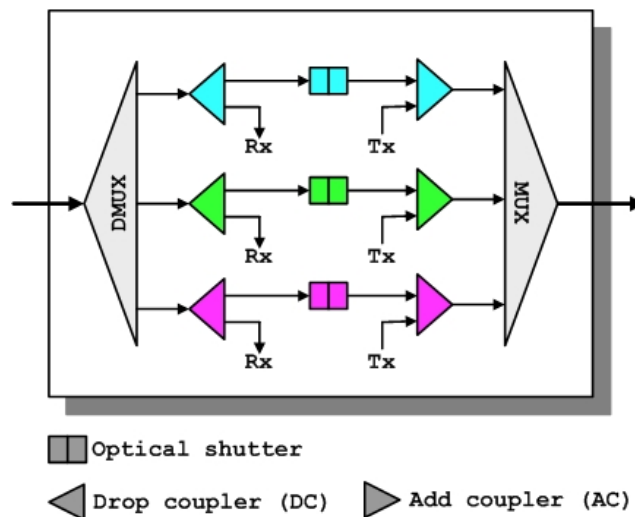 Rx
Tx
DMUX
Rx
Tx
MUX
Rx
Tx
Optical shutter
Drop coupler (DC)
Add coupler (AC)